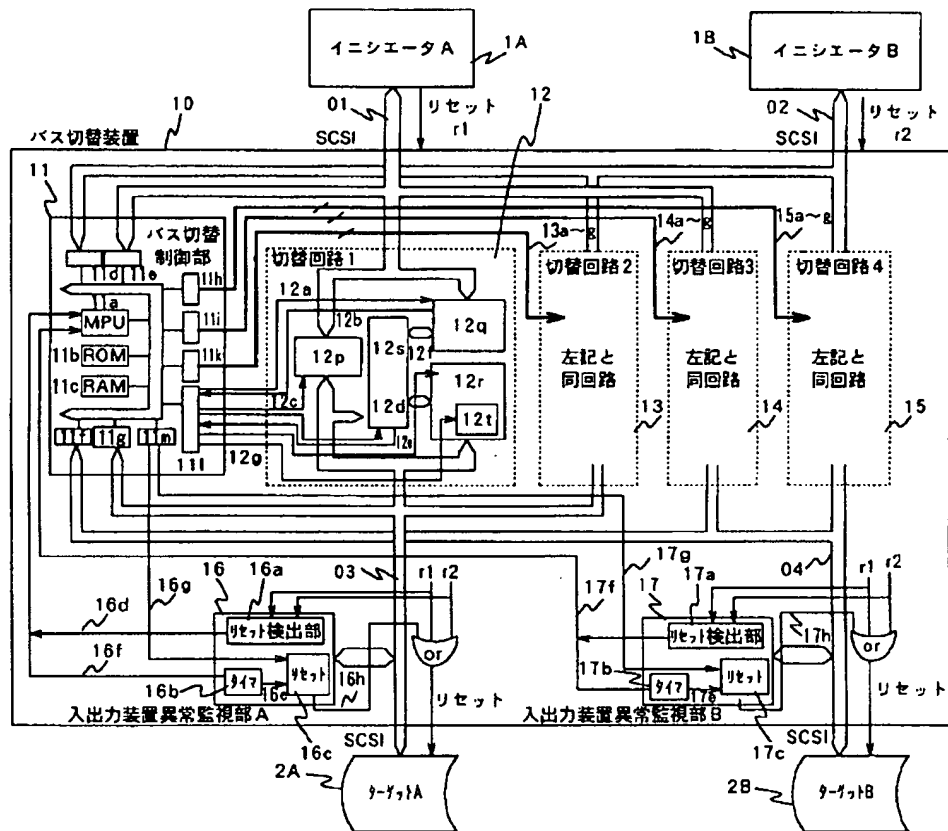 イニシエータA
1A
1B
イニシエータB
01
リセット
r1
SCSI
12
02
リセット
r2
SCSI
10
バス切替装置
11
バス切替
制御部
11d
11e
11h
a
MPU
11i
11b
ROM
11k
11c
RAM
11f
11g
11m
11l
切替回路1
12a
12b
12q
12s
12f
12p
12r
12c
12d
12t
12e
12g
13a~g
切替回路2
左記と
同回路
13
14a~g
切替回路3
左記と
同回路
14
15a~g
切替回路4
左記と
同回路
15
03
r1
r2
16g
16
16a
16d
リセット検出部
or
16f
タイマ
リセット
16b
16e
16h
リセット
入出力装置異常監視部A
16c
SCSI
2A
ターゲットA
04
r1
r2
17g
17f
17
17a
リセット検出部
17h
or
17b
タイマ
リセット
17e
リセット
入出力装置異常監視部B
17c
SCSI
2B
ターゲットB